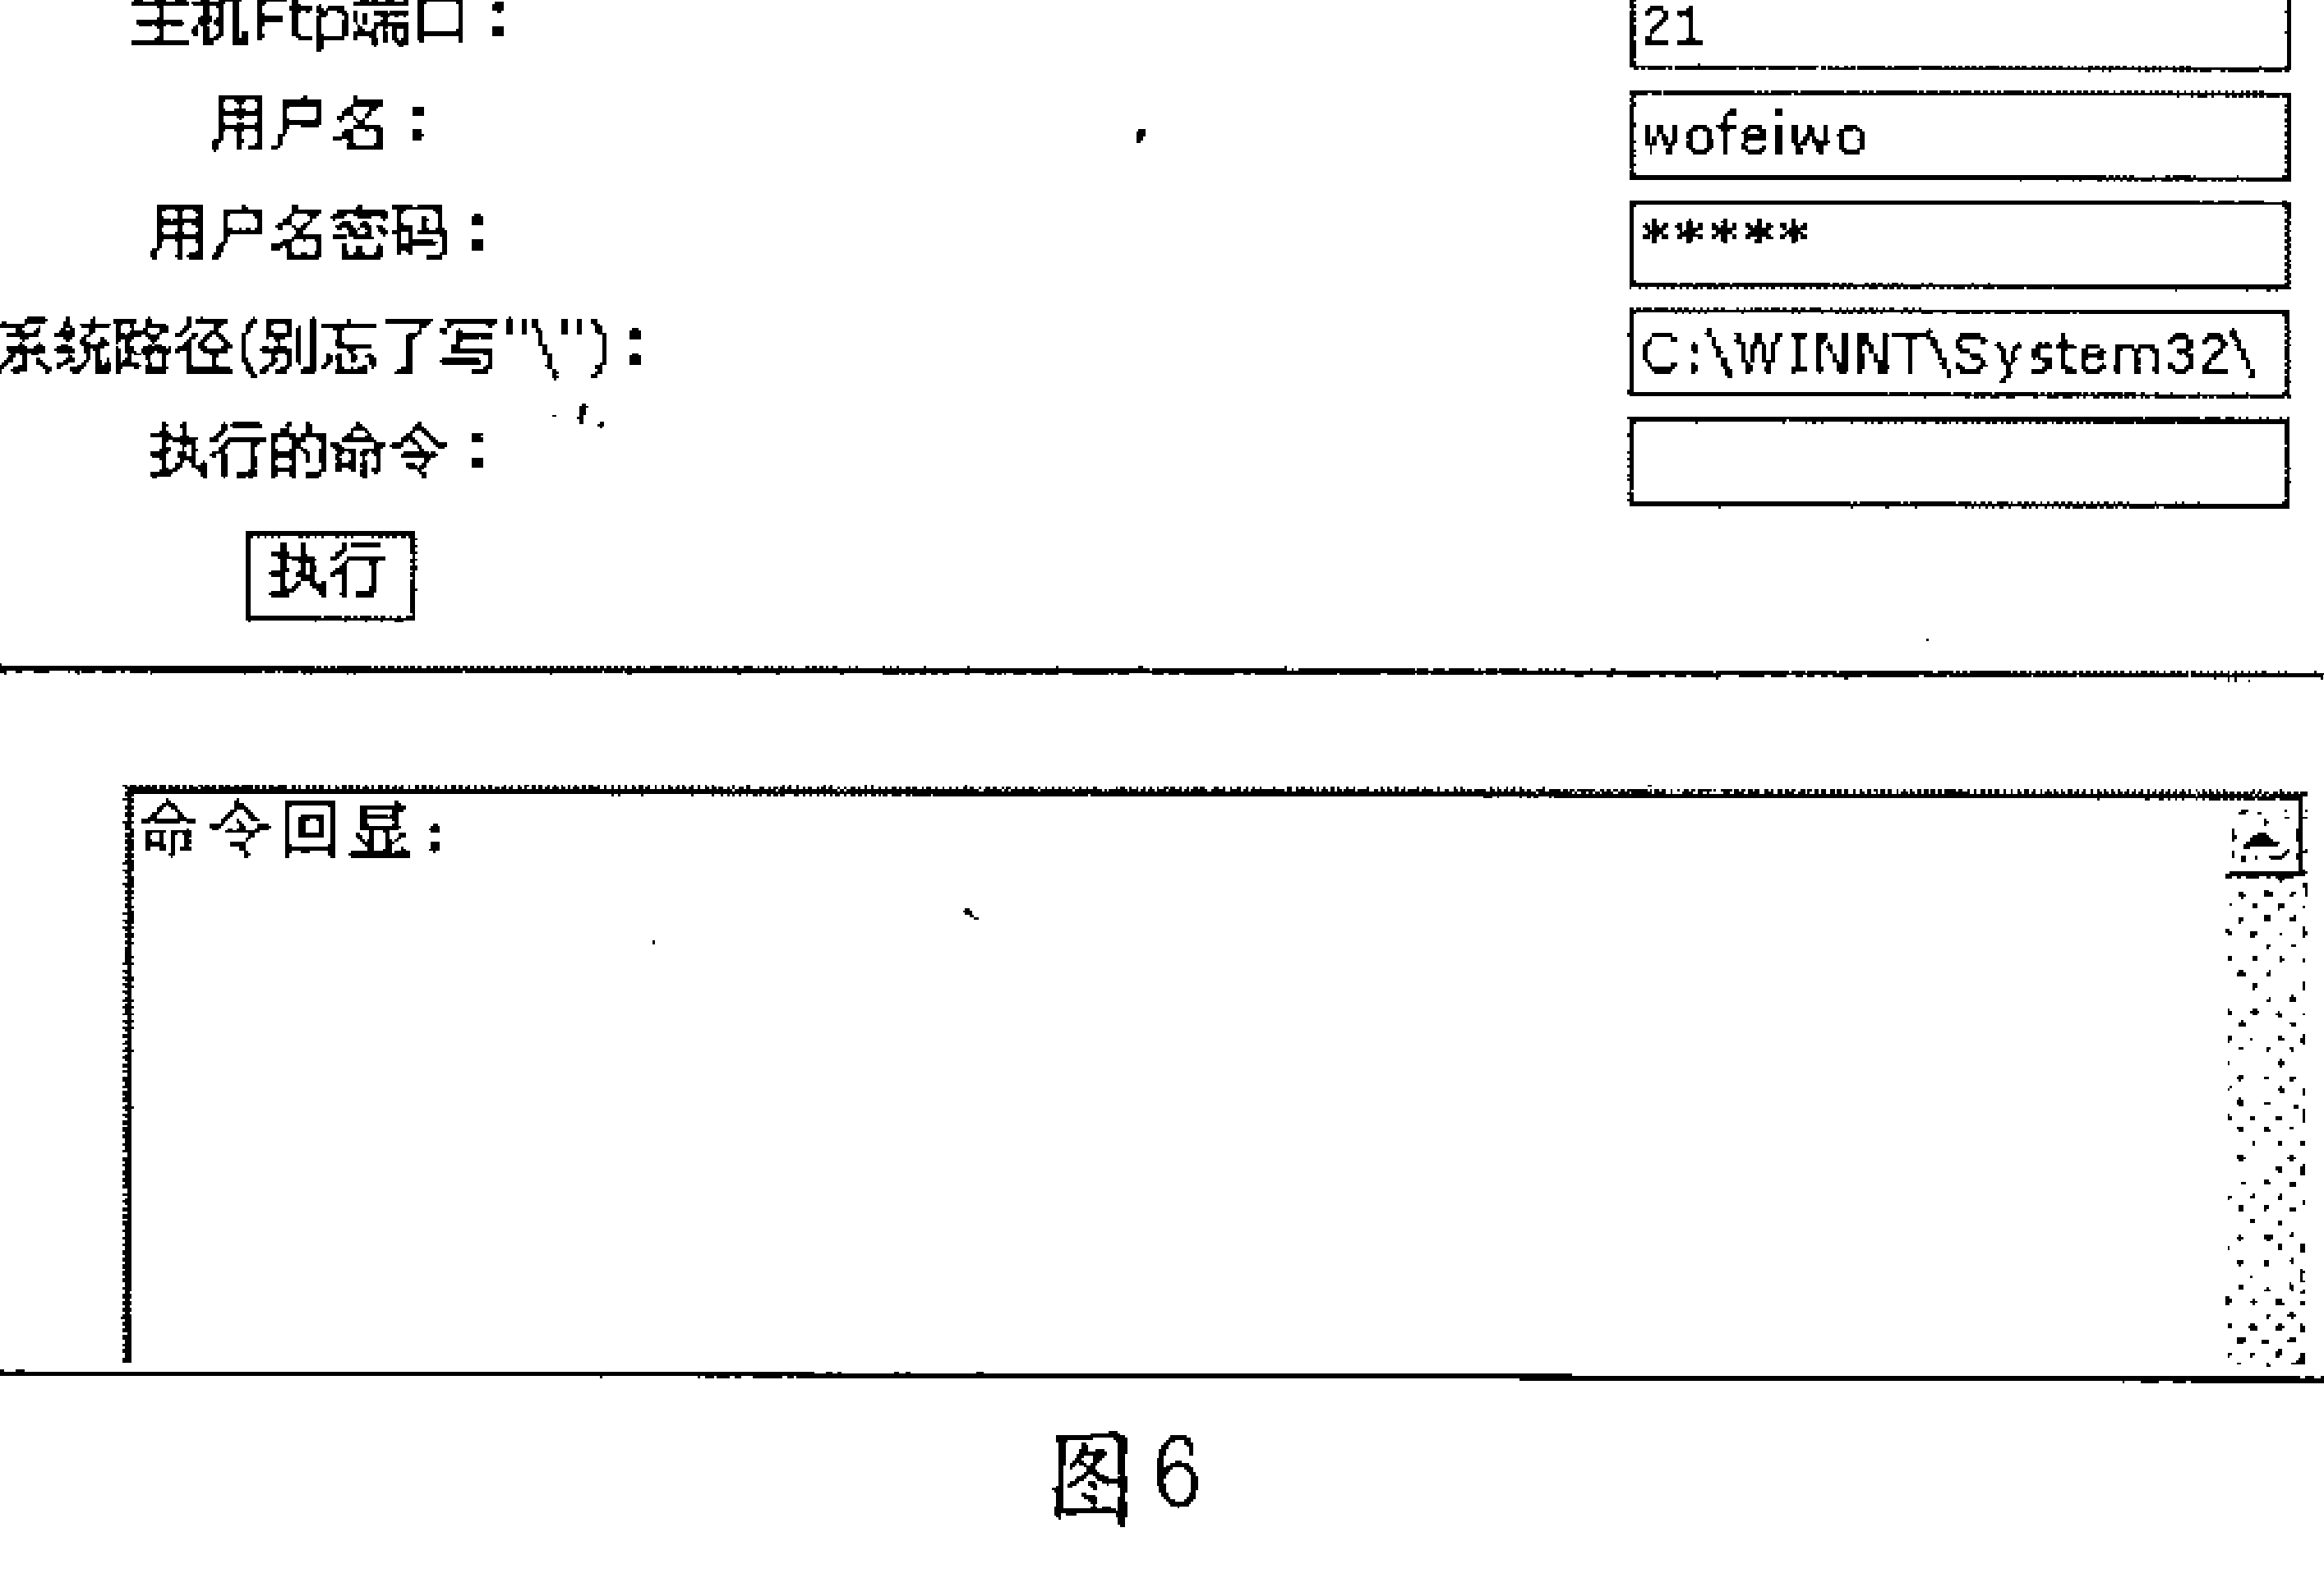 主机Ftp端口： 21
用户名： wofeiwo
用户名密码： *****
系统路径(别忘了写"\")： C:\WINNT\System32\
执行的命令：
执行
命令回显:
图6